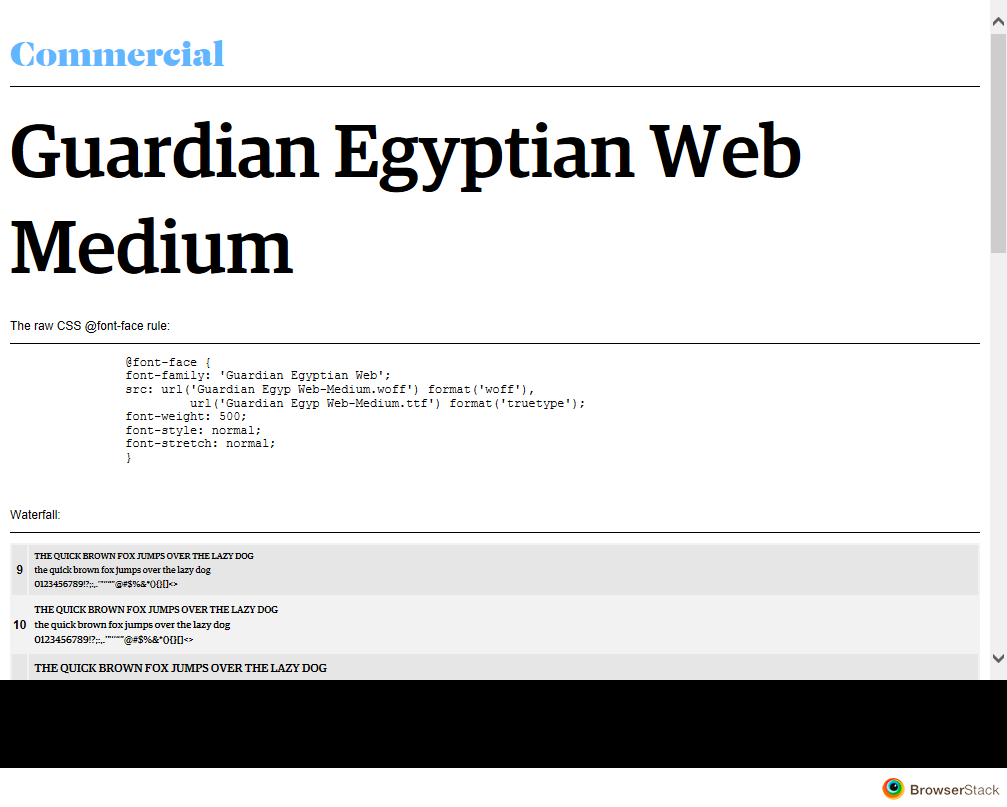 Commercial
Guardian Egyptian Web
Medium
The raw CSS @font-face rule:
@font-face {
font-family: 'Guardian Egyptian Web';
src: url('Guardian Egyp Web-Medium.woff') format('woff'),
url('Guardian Egyp Web-Medium.ttf') format('truetype');
font-weight: 500;
font-style: normal;
font-stretch: normal;
}
Waterfall:
THE QUICK BROWN FOX JUMPS OVER THE LAZY DOG
9 the quick brown fox jumps over the lazy dog
THE QUICK BROWN FOX JUMPS OVER THE LAZY DOG
10 the quick brown fox jumps over the lazy dog
THE QUICK BROWN FOX JUMPS OVER THE LAZY DOG
BrowserStack